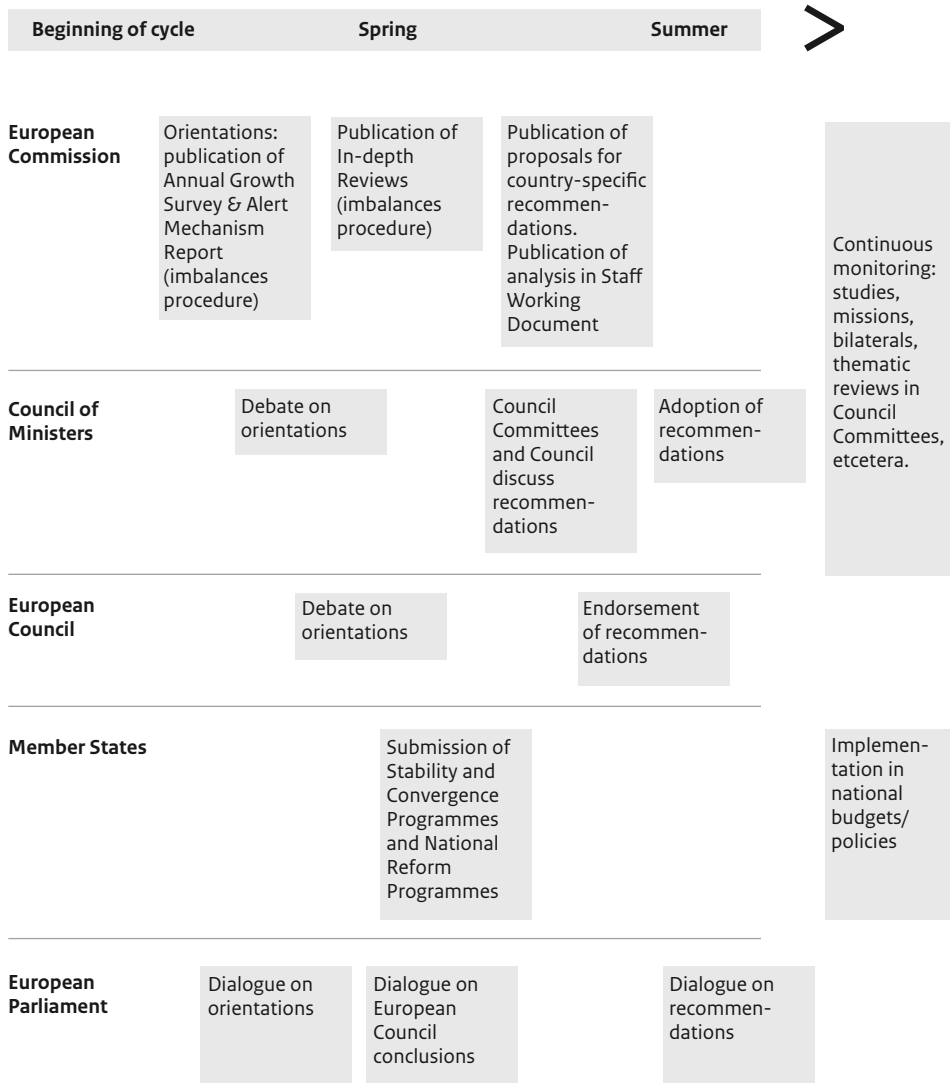 Beginning of cycle
Spring
Summer
>
European
Commission
Orientations:
publication of
Annual Growth
Survey & Alert
Mechanism
Report
(imbalances
procedure)
Publication of
In-depth
Reviews
(imbalances
procedure)
Publication of
proposals for
country-specific
recommen-
dations.
Publication of
analysis in Staff
Working
Document
Continuous
monitoring:
studies,
missions,
bilaterals,
thematic
reviews in
Council
Committees,
etcetera.
Council of
Ministers
Debate on
orientations
Council
Committees
and Council
discuss
recommen-
dations
Adoption of
recommen-
dations
European
Council
Debate on
orientations
Endorsement
of recommen-
dations
Member States
Submission of
Stability and
Convergence
Programmes
and National
Reform
Programmes
Implemen-
tation in
national
budgets/
policies
European
Parliament
Dialogue on
orientations
Dialogue on
European
Council
conclusions
Dialogue on
recommen-
dations